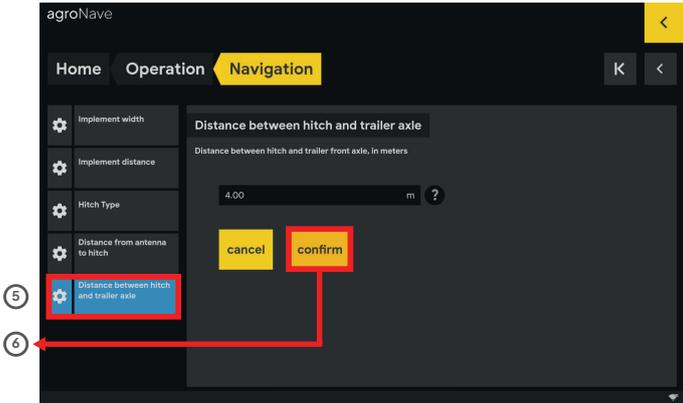 agroNave
Home Operation Navigation
K
Implement width
Implement distance
Hitch Type
Distance from antenna
to hitch
Distance between hitch
and trailer axle
Distance between hitch and trailer axle
Distance between hitch and trailer front axle, in meters
4.00 m ?
cancel confirm
5
6